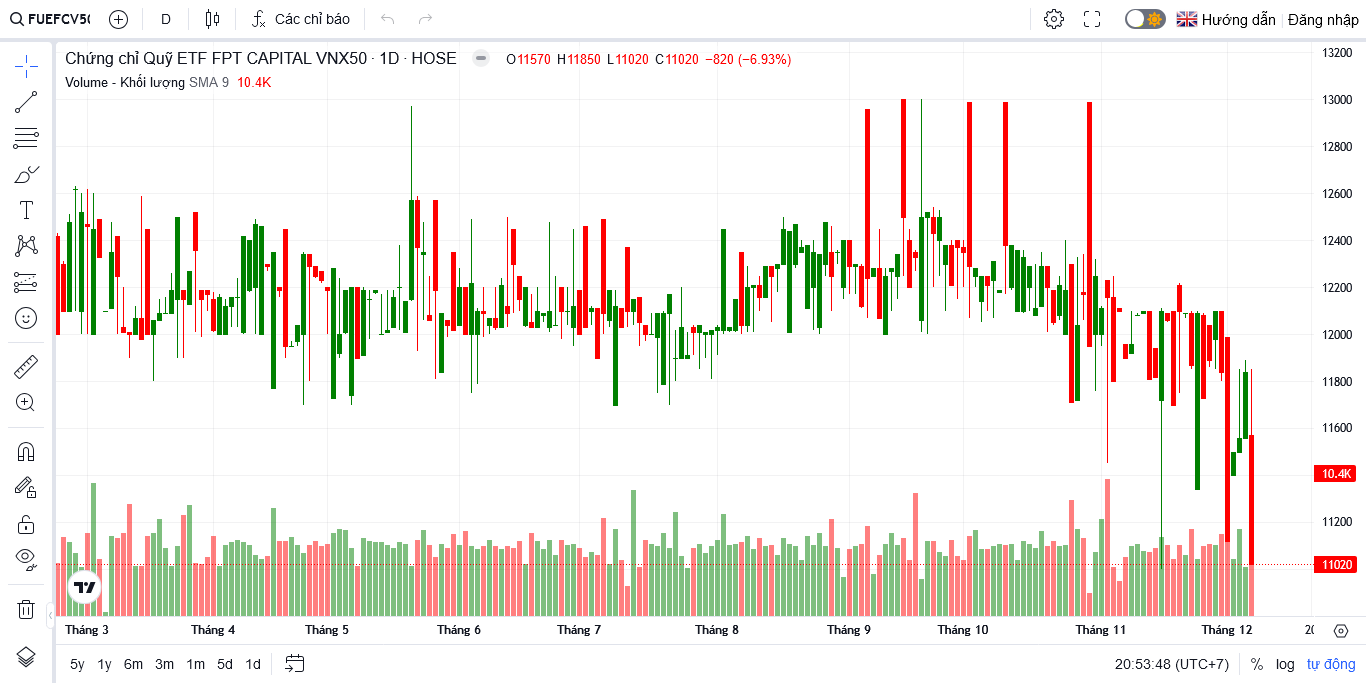 FUEFCV50 D Các chỉ báo Hướng dẫn Đăng nhập
Chứng chỉ Quỹ ETF FPT CAPITAL VNX50 · 1D · HOSE O11570 H11850 L11020 C11020 −820 (−6.93%)
Volume - Khối lượng SMA 9 10.4K
13200
13000
12800
12600
12400
12200
12000
11800
11600
10.4K
11200
11020
Tháng 3 Tháng 4 Tháng 5 Tháng 6 Tháng 7 Tháng 8 Tháng 9 Tháng 10 Tháng 11 Tháng 12
5y 1y 6m 3m 1m 5d 1d 20:53:48 (UTC+7) % log tự động